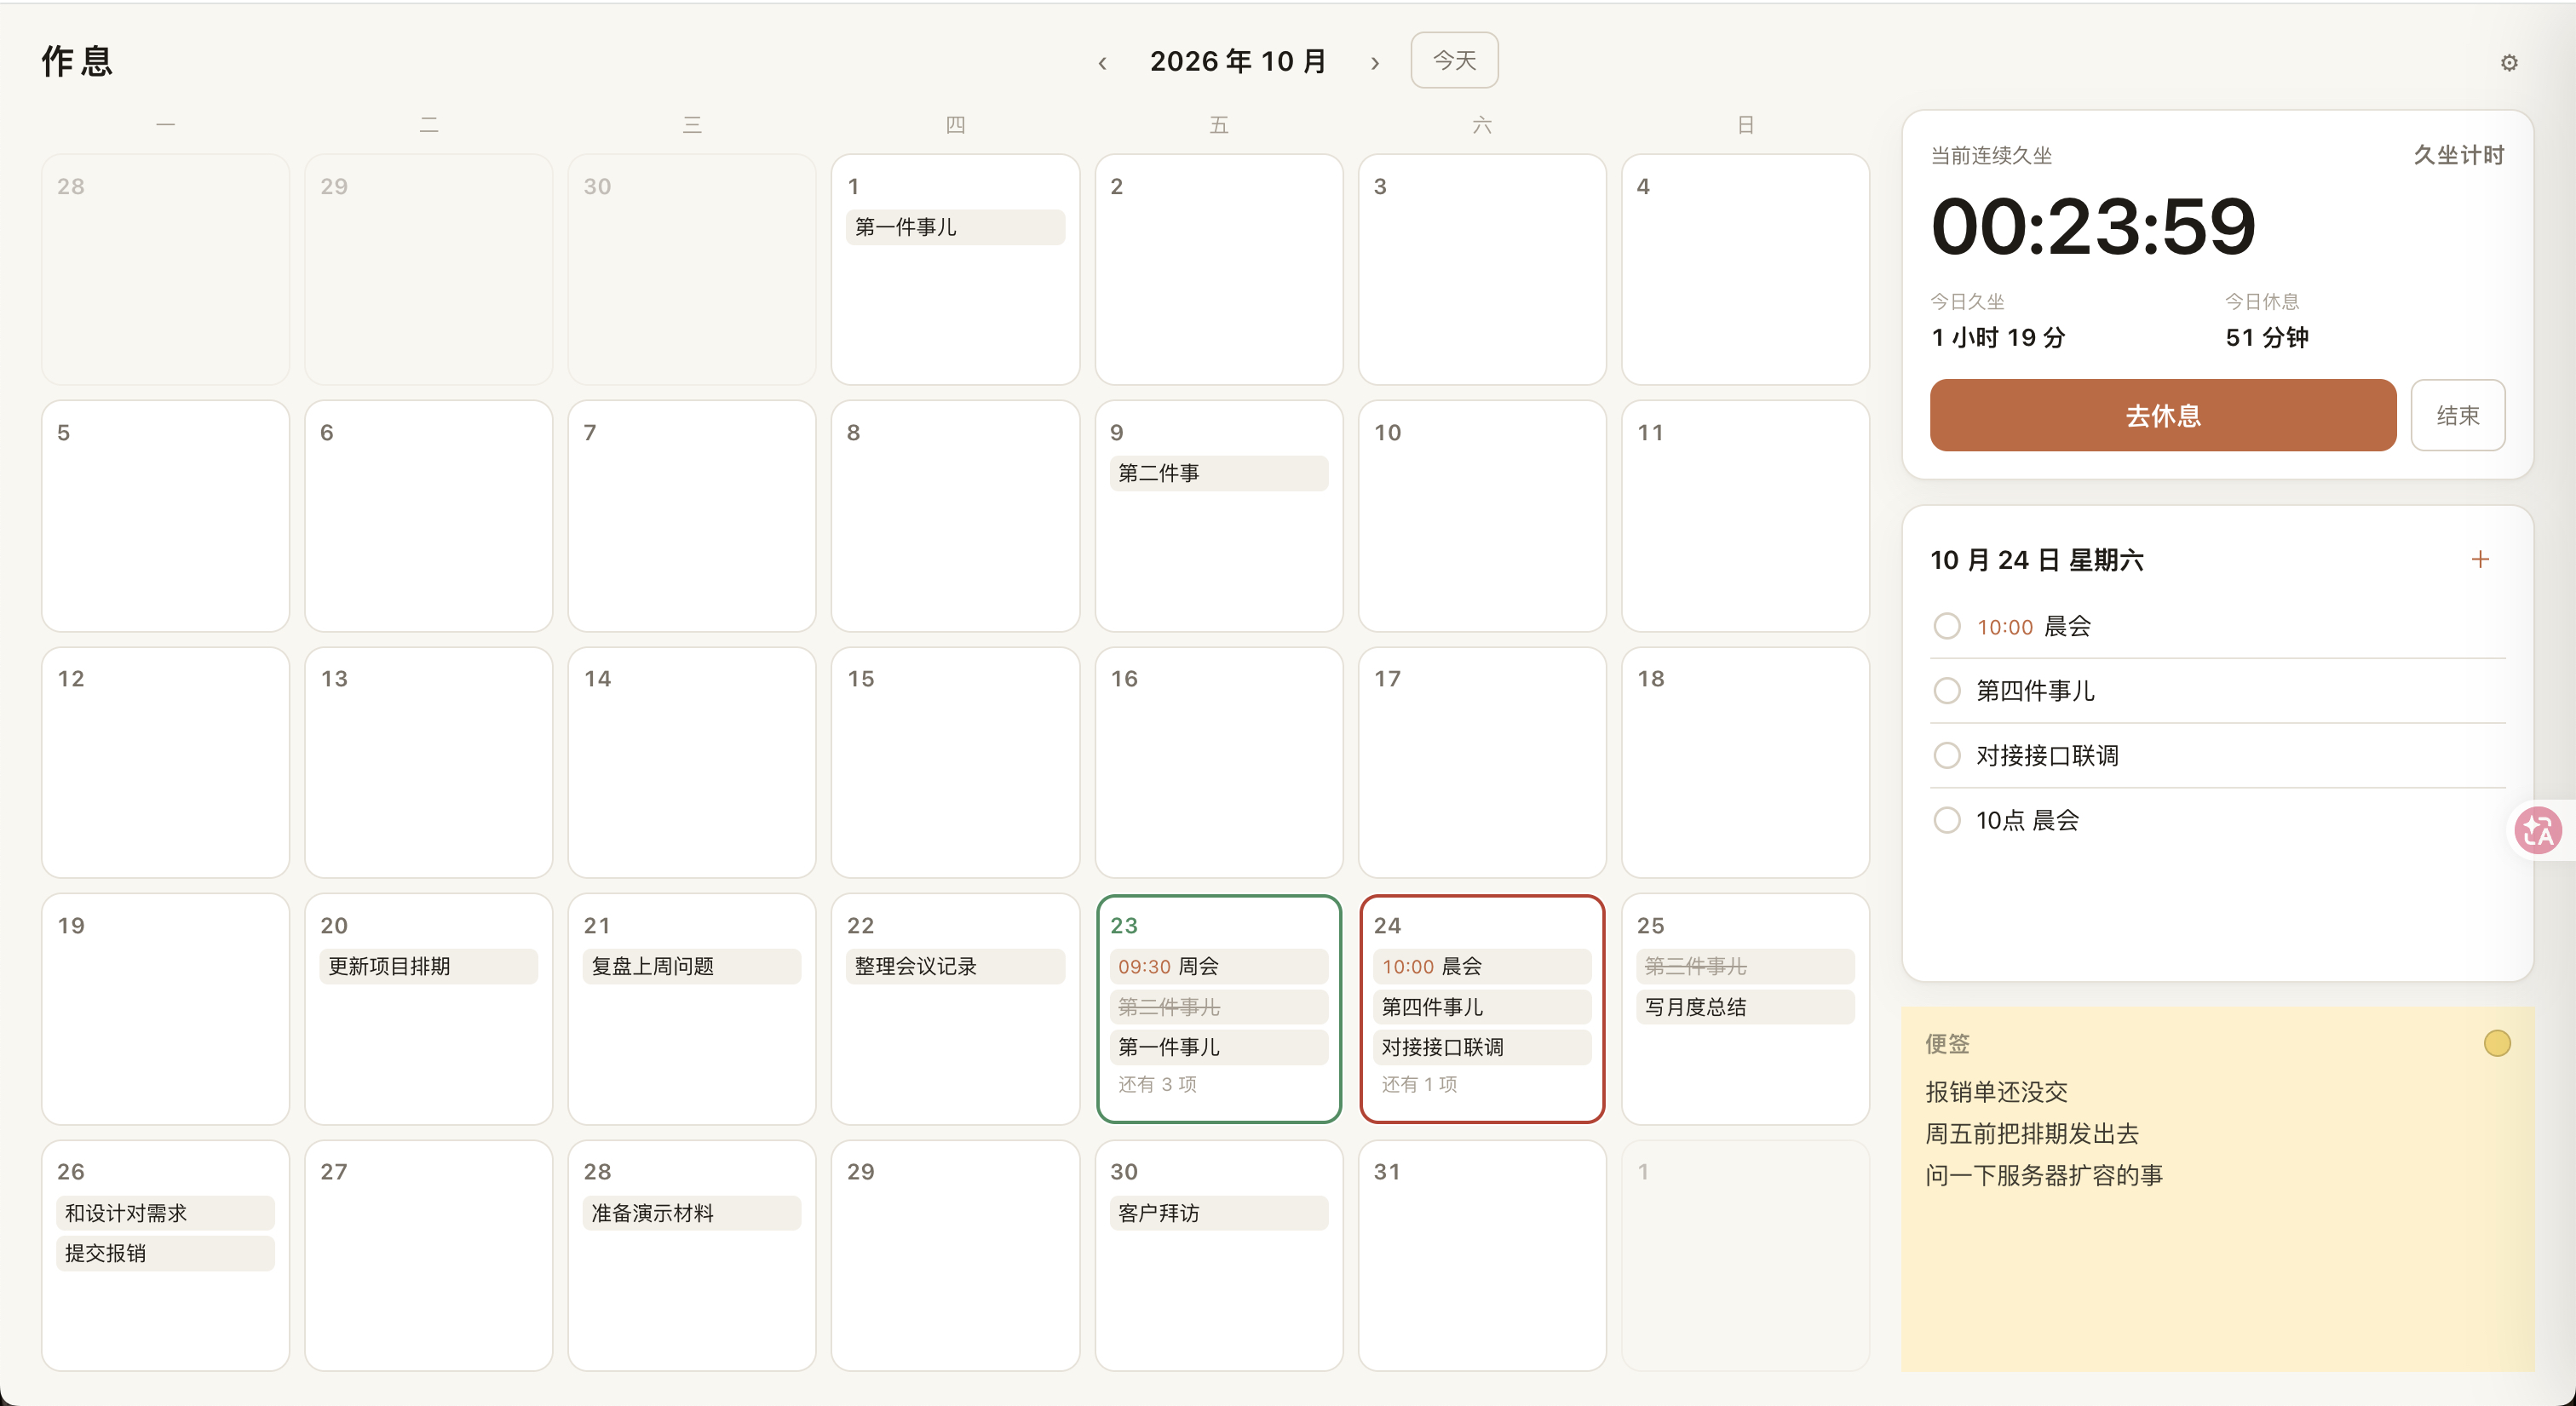 作息
‹ 2026 年 10 月 › 今天
一 二 三 四 五 六 日
28 29 30 1 2 3 4
第一件事儿
5 6 7 8 9 10 11
第二件事
12 13 14 15 16 17 18
19 20 21 22 23 24 25
更新项目排期 复盘上周问题 整理会议记录 09:30 周会 10:00 晨会 第三件事儿
第二件事儿 第四件事儿 写月度总结
第一件事儿 对接接口联调
还有 3 项 还有 1 项
26 27 28 29 30 31 1
和设计对需求 准备演示材料 客户拜访
提交报销
当前连续久坐 久坐计时
00:23:59
今日久坐 今日休息
1 小时 19 分 51 分钟
去休息 结束
10 月 24 日 星期六 +
10:00 晨会
第四件事儿
对接接口联调
10点 晨会
便签
报销单还没交
周五前把排期发出去
问一下服务器扩容的事